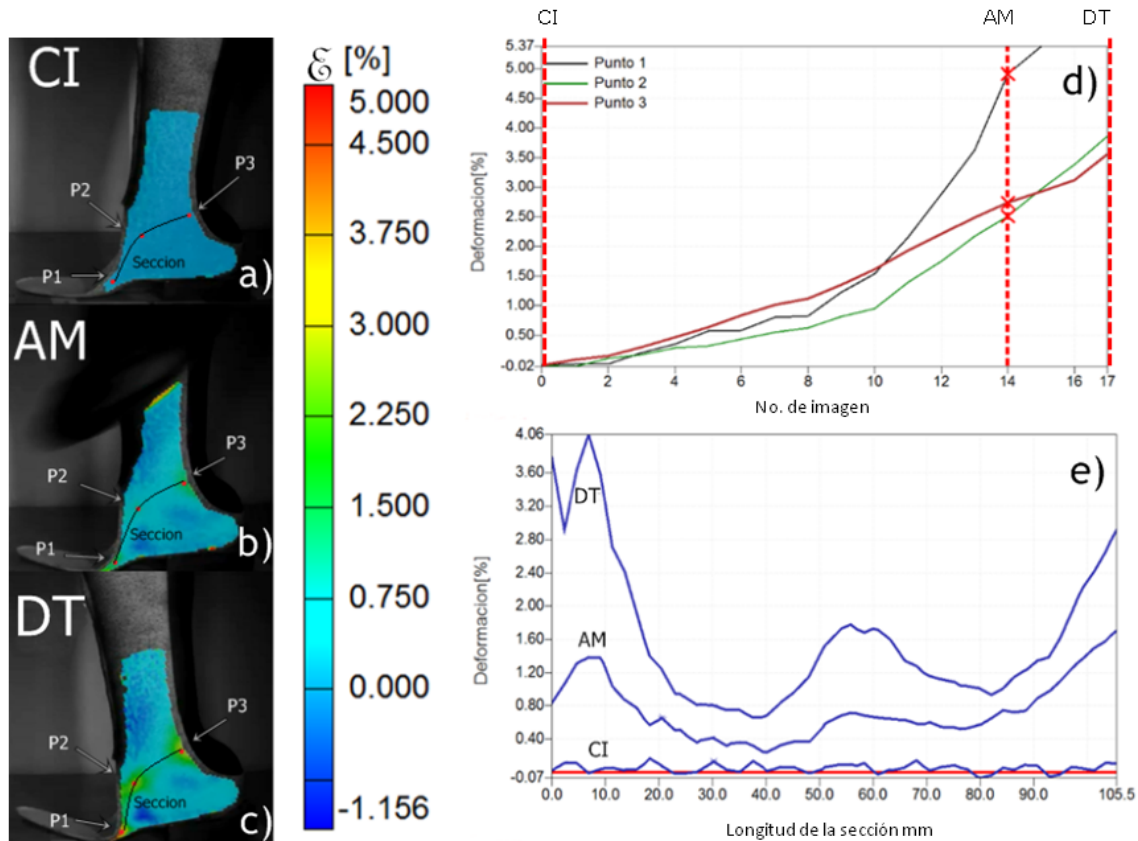 CI
P2
P3
P1
Seccion
a)
AM
P3
P2
P1
Seccion
b)
DT
P3
P2
P1
Seccion
c)
ℰ [%]
5.000
4.500
3.750
3.000
2.250
1.500
0.750
0.000
-1.156
CI AM DT
5.37
5.00
4.50
4.00
3.50
3.00
2.50
2.00
1.50
1.00
0.50
-0.02
Deformacion[%]
Punto 1
Punto 2
Punto 3
d)
0 2 4 6 8 10 12 14 16 17
No. de imagen
4.06
3.60
3.20
2.80
2.40
2.00
1.60
1.20
0.80
0.40
-0.07
Deformacion[%]
e)
DT
AM
CI
0.0 10.0 20.0 30.0 40.0 50.0 60.0 70.0 80.0 90.0 105.5
Longitud de la sección mm